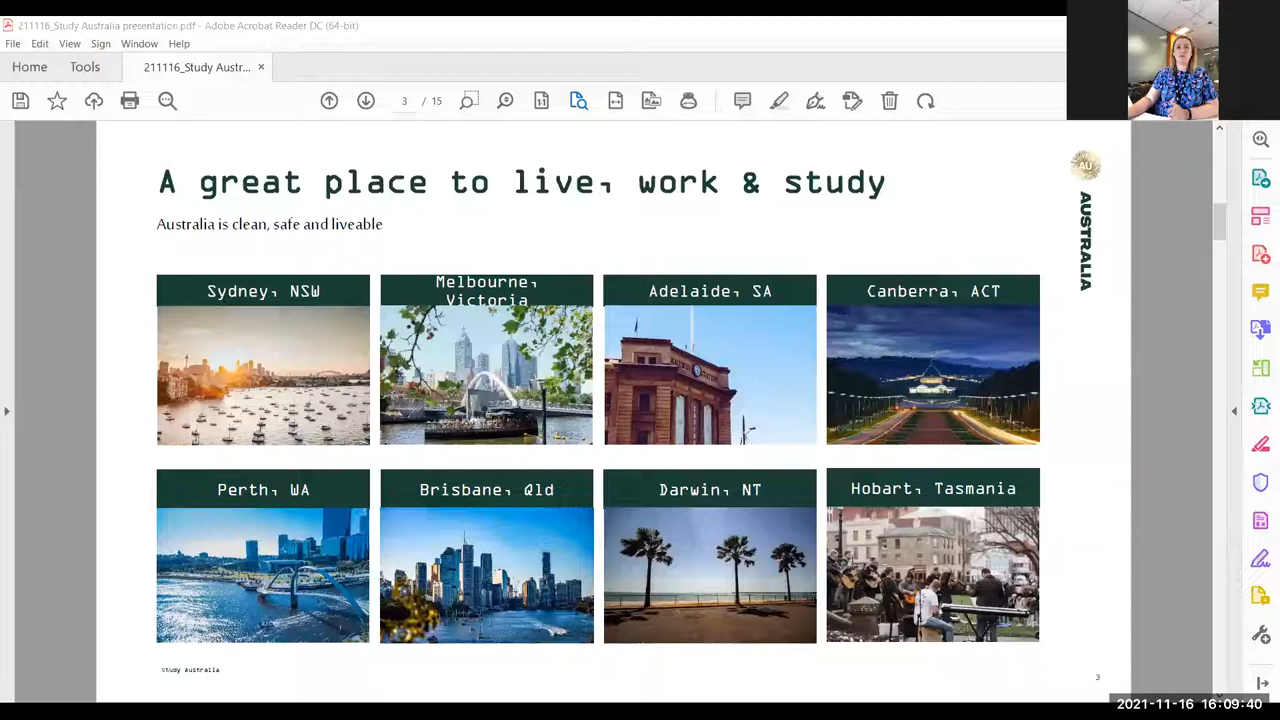 211116_Study Australia presentation.pdf - Adobe Acrobat Reader DC (64-bit)
File Edit View Sign Window Help
Home Tools 211116_Study Austr... ×
3 / 15
A great place to live, work & study
Australia is clean, safe and liveable
AU
AUSTRALIA
Sydney, NSW
Melbourne, Victoria
Adelaide, SA
Canberra, ACT
Perth, WA
Brisbane, Qld
Darwin, NT
Hobart, Tasmania
Study Australia
3
2021-11-16 16:09:40